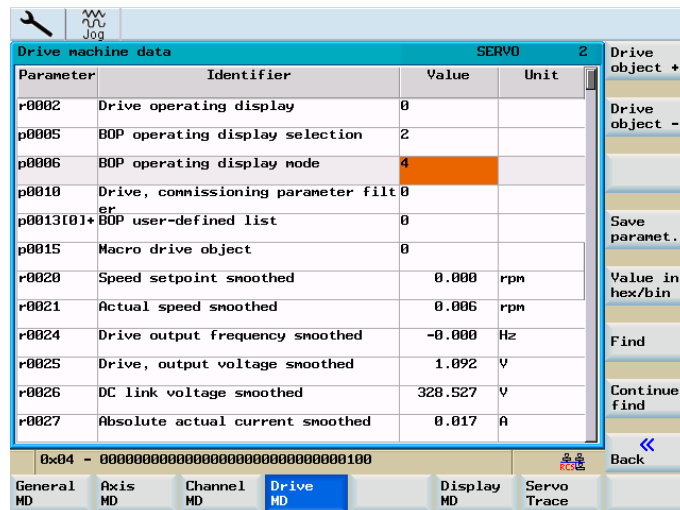 Jog
Drive machine data SERVO 2
Parameter Identifier Value Unit
r0002 Drive operating display 0
p0005 BOP operating display selection 2
p0006 BOP operating display mode 4
p0010 Drive, commissioning parameter filt 0
er
p0013[0]+ BOP user-defined list 0
p0015 Macro drive object 0
r0020 Speed setpoint smoothed 0.000 rpm
r0021 Actual speed smoothed 0.006 rpm
r0024 Drive output frequency smoothed -0.000 Hz
r0025 Drive, output voltage smoothed 1.092 V
r0026 DC link voltage smoothed 328.527 V
r0027 Absolute actual current smoothed 0.017 A
0x04 - 00000000000000000000000000000100
RCS
Drive
object +
Drive
object -
Save
paramet.
Value in
hex/bin
Find
Continue
find
Back
General
MD
Axis
MD
Channel
MD
Drive
MD
Display
MD
Servo
Trace